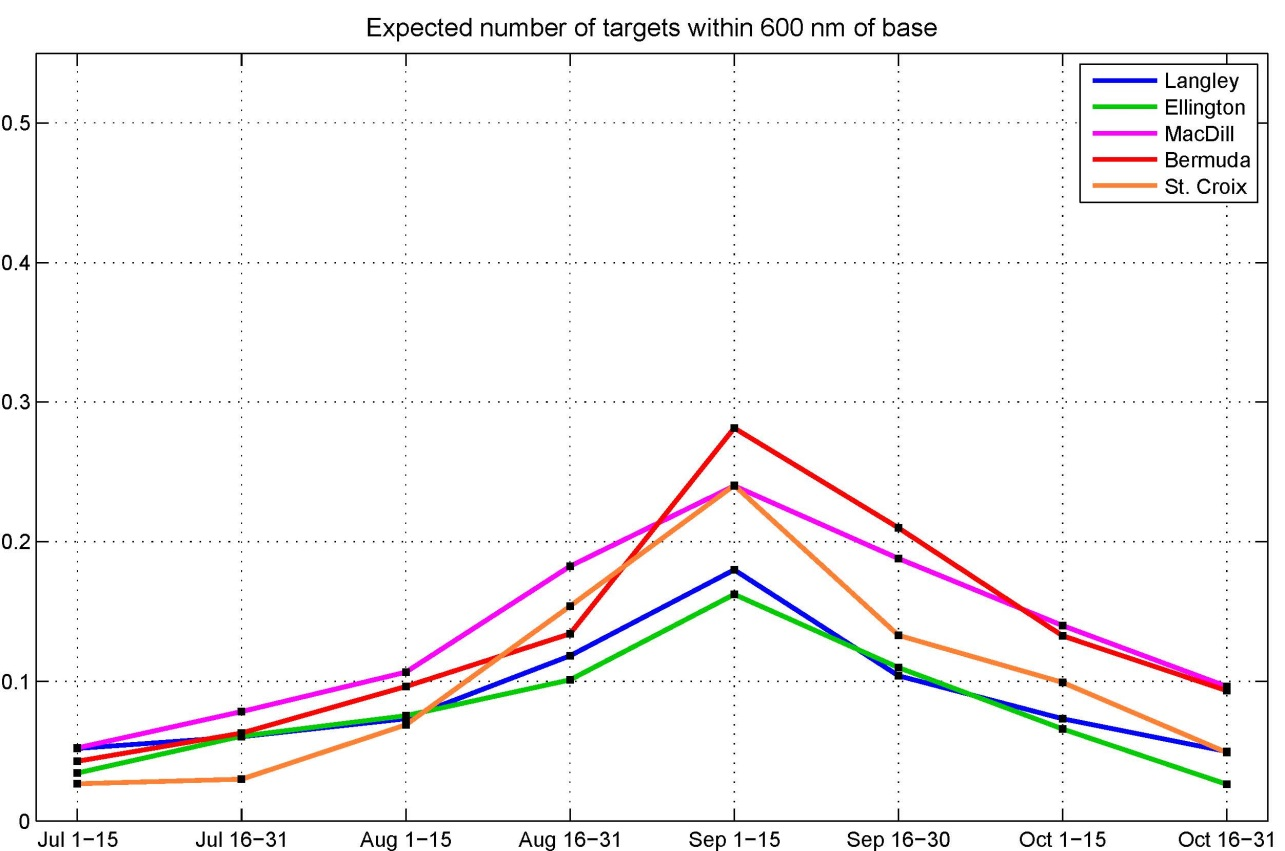 Expected number of targets within 600 nm of base
Langley
Ellington
MacDill
Bermuda
St. Croix
0.5
0.4
0.3
0.2
0.1
0
Jul 1−15 Jul 16−31 Aug 1−15 Aug 16−31 Sep 1−15 Sep 16−30 Oct 1−15 Oct 16−31